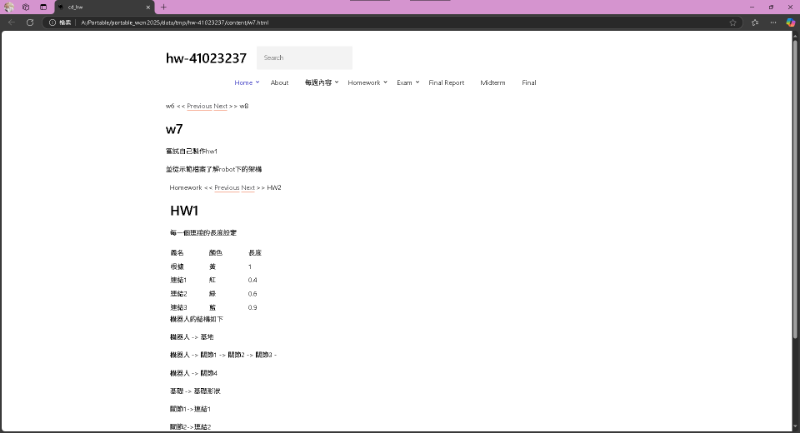 cd_hw
檔案 A:/Portable/portable_wcm2025/data/tmp/hw-41023237/content/w7.html
hw-41023237
Search
Home About 每週內容 Homework Exam Final Report Midterm Final
w6 << Previous Next >> w8
w7
嘗試自己製作hw1
並從示範檔案了解robot下的架構
Homework << Previous Next >> HW2
HW1
每一個連接的長度設定
義名 顏色 長度
根據 黃 1
連結1 紅 0.4
連結2 綠 0.6
連結3 藍 0.9
機器人的結構如下
機器人 -> 基地
機器人 -> 關節1 -> 關節2 -> 關節3 -
機器人 -> 關節4
基礎 -> 基礎形狀
關節1->連結1
關節2->連結2